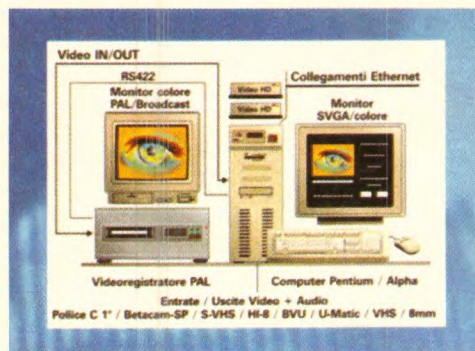 Video IN/OUT
RS422
Monitor colore
PAL/Broadcast
Video HD
Video HD
Collegamenti Ethernet
Monitor
SVGA/colore
Videoregistratore PAL
Computer Pentium / Alpha
Entrate / Uscite Video + Audio
Pollice C 1" / Betacam-SP / S-VHS / HI-8 / BVU / U-Matic / VHS / 8mm